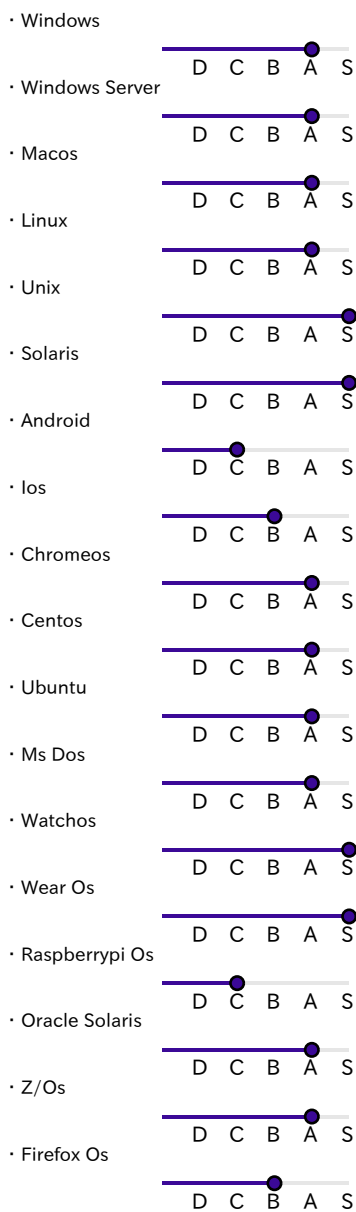 ・Windows
D C B A S
・Windows Server
D C B A S
・Macos
D C B A S
・Linux
D C B A S
・Unix
D C B A S
・Solaris
D C B A S
・Android
D C B A S
・Ios
D C B A S
・Chromeos
D C B A S
・Centos
D C B A S
・Ubuntu
D C B A S
・Ms Dos
D C B A S
・Watchos
D C B A S
・Wear Os
D C B A S
・Raspberrypi Os
D C B A S
・Oracle Solaris
D C B A S
・Z/Os
D C B A S
・Firefox Os
D C B A S